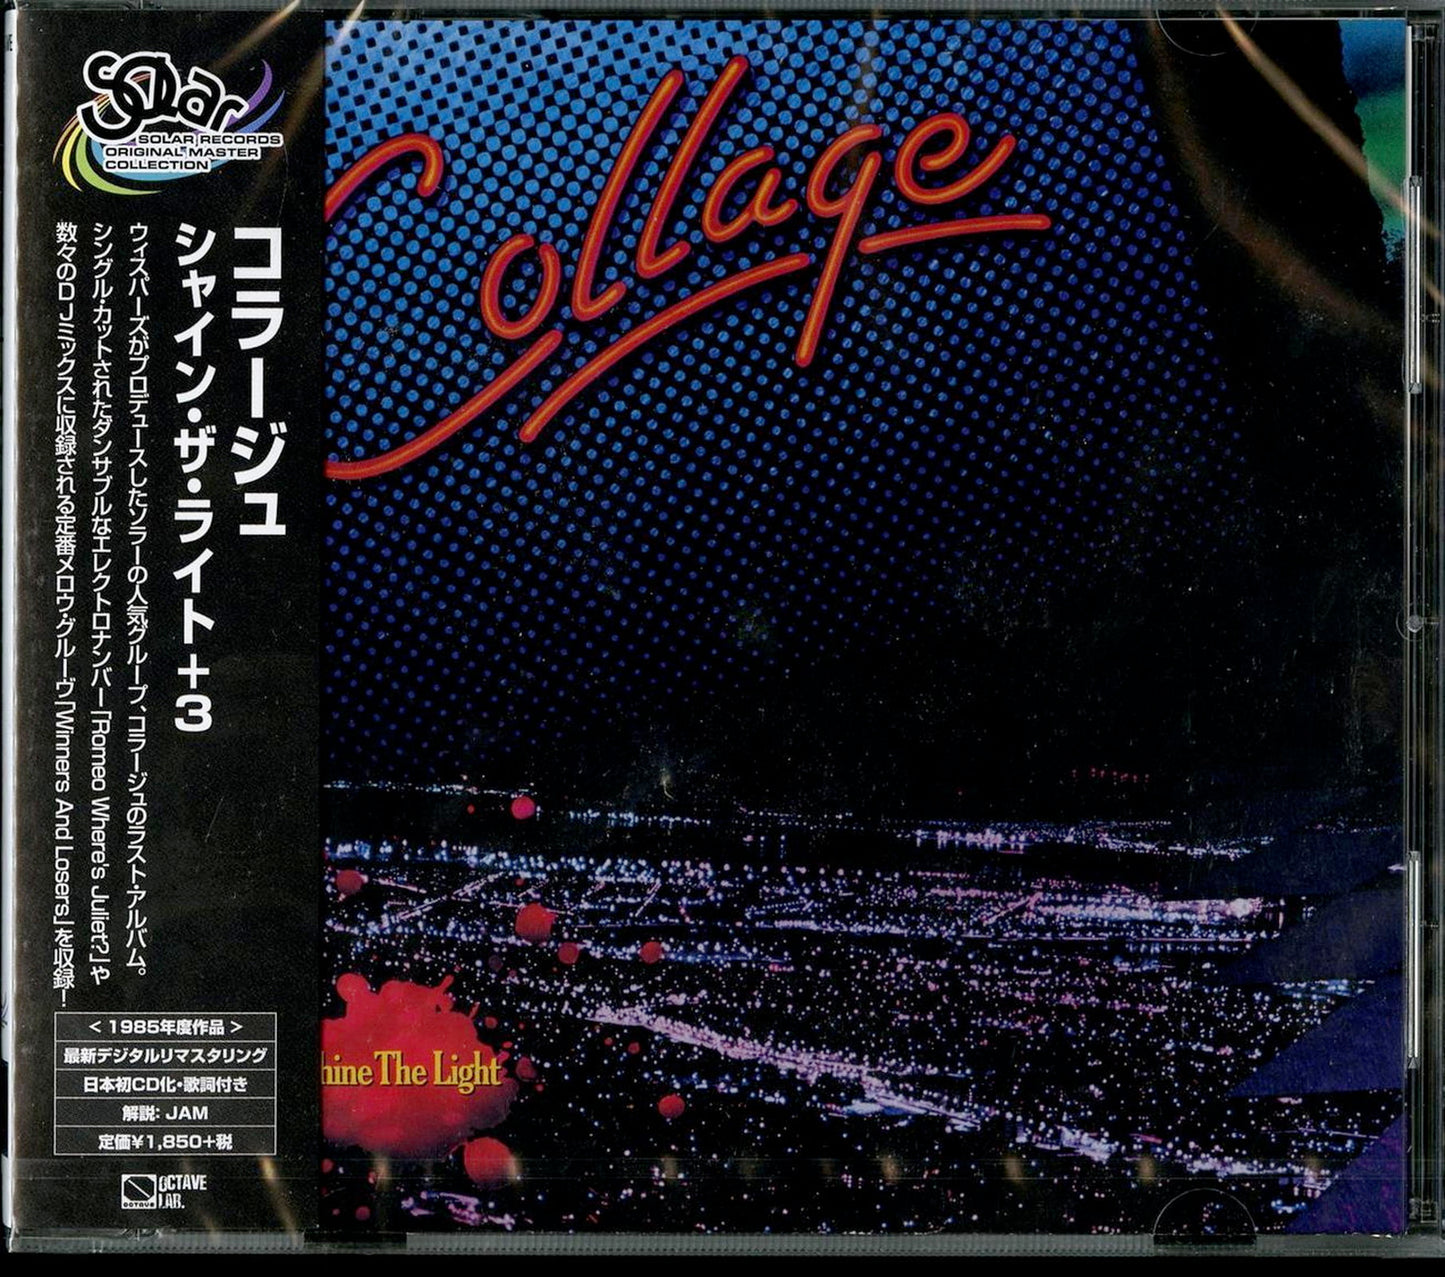 Solar
SOLAR RECORDS
ORIGINAL MASTER
COLLECTION
コラージュ
シャイン・ザ・ライト+3
ウィスパーズがプロデュースしたソラーの人気グループ、コラージュのラスト・アルバム。
シングル・カットされたダンサブルなエレクトロナンバー「Romeo Where's Juliet?」や
数々のDJミックスに収録される定番メロウ・グルーヴ「Winners And Losers」を収録！
< 1985年度作品 >
最新デジタルリマスタリング
日本初CD化・歌詞付き
解説: JAM
定価¥1,850+税
OCTAVE
OCTAVE
LAB.
Collage
hine The Light